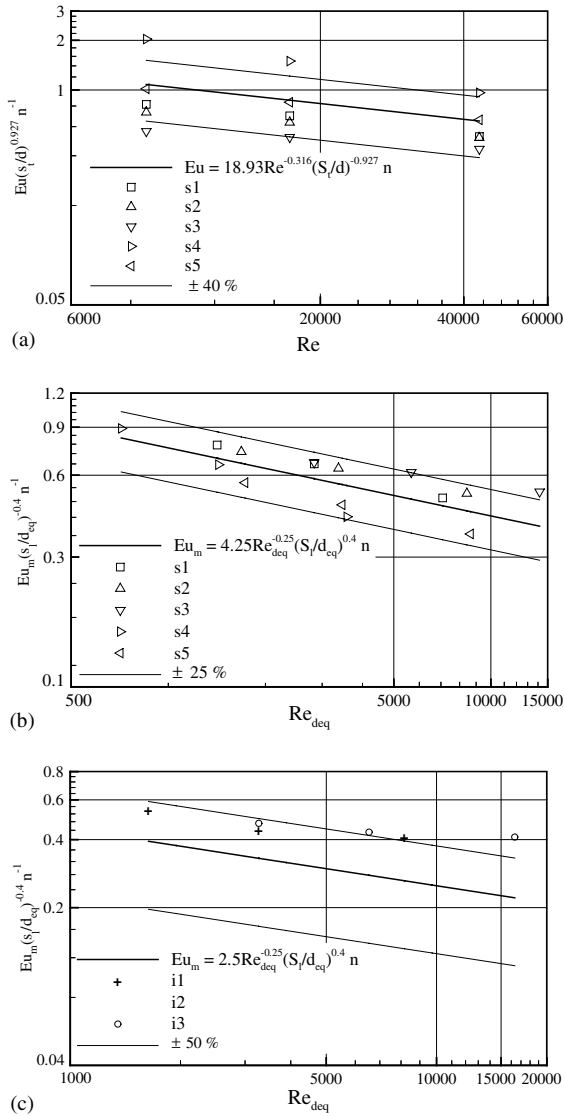 3
2
1
0.05
Eu(s_t/d)^0.927 n^-1
Eu = 18.93Re^-0.316(S_t/d)^-0.927 n
s1
s2
s3
s4
s5
± 40 %
6000 20000 40000 60000
Re
(a)
1.2
0.9
0.6
0.3
0.1
Eu_m(s_l/d_eq)^-0.4 n^-1
Eu_m = 4.25Re_deq^-0.25(S_l/d_eq)^0.4 n
s1
s2
s3
s4
s5
± 25 %
500 5000 10000 15000
Re_deq
(b)
0.8
0.6
0.4
0.2
0.04
Eu_m(s_l/d_eq)^-0.4 n^-1
Eu_m = 2.5Re_deq^-0.25(S_l/d_eq)^0.4 n
i1
i2
i3
± 50 %
1000 5000 10000 15000 20000
Re_deq
(c)